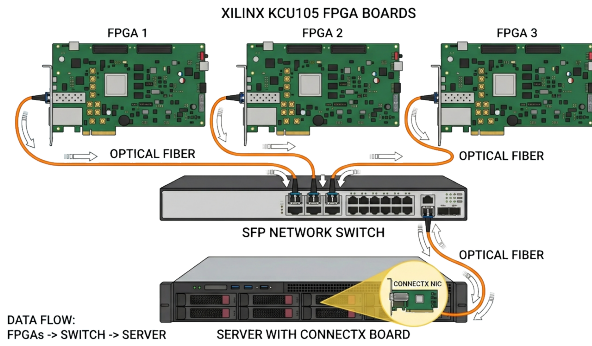 XILINX KCU105 FPGA BOARDS
FPGA 1
FPGA 2
FPGA 3
OPTICAL FIBER
OPTICAL FIBER
SFP NETWORK SWITCH
OPTICAL FIBER
CONNECTX NIC
DATA FLOW:
FPGAs -> SWITCH -> SERVER
SERVER WITH CONNECTX BOARD